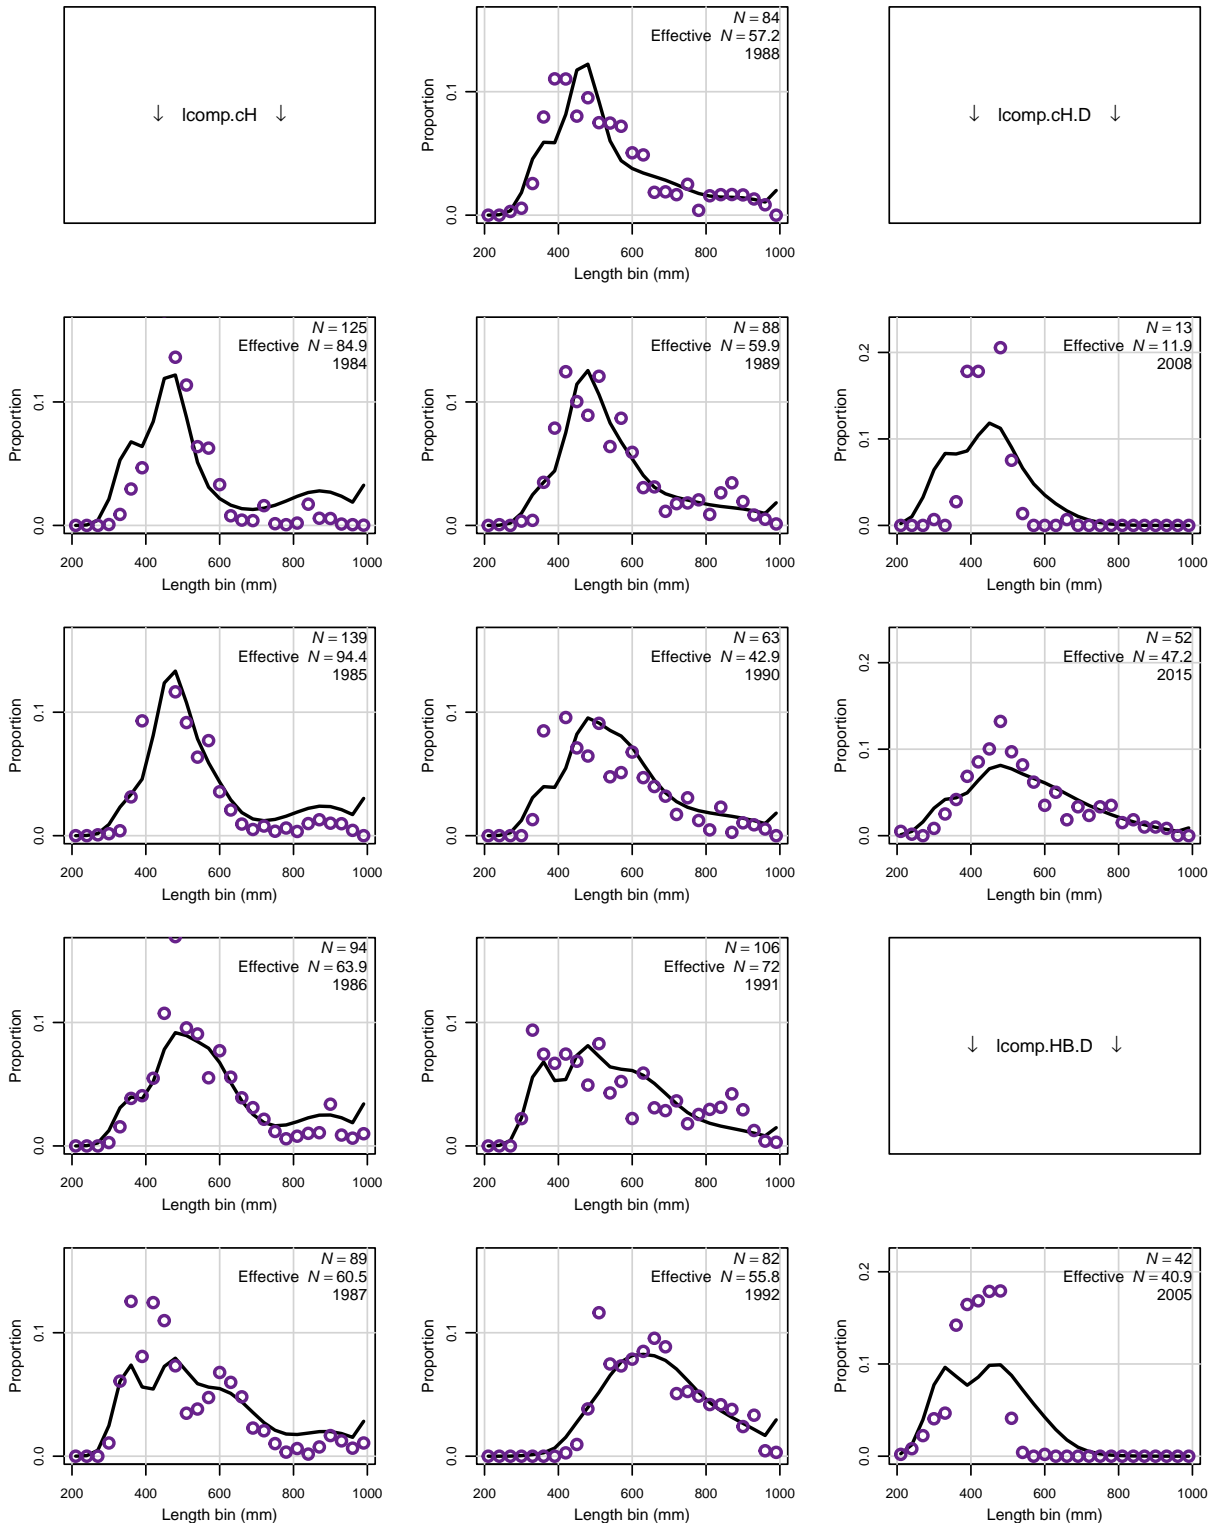 ↓ lcomp.cH ↓
N = 84
Effective N = 57.2
1988
Proportion
0.0 0.1
200 400 600 800 1000
Length bin (mm)
↓ lcomp.cH.D ↓
N = 125
Effective N = 84.9
1984
Proportion
0.0 0.1
200 400 600 800 1000
Length bin (mm)
N = 88
Effective N = 59.9
1989
Proportion
0.0 0.1
200 400 600 800 1000
Length bin (mm)
N = 13
Effective N = 11.9
2008
Proportion
0.0 0.1 0.2
200 400 600 800 1000
Length bin (mm)
N = 139
Effective N = 94.4
1985
Proportion
0.0 0.1
200 400 600 800 1000
Length bin (mm)
N = 63
Effective N = 42.9
1990
Proportion
0.0 0.1
200 400 600 800 1000
Length bin (mm)
N = 52
Effective N = 47.2
2015
Proportion
0.0 0.1 0.2
200 400 600 800 1000
Length bin (mm)
N = 94
Effective N = 63.9
1986
Proportion
0.0 0.1
200 400 600 800 1000
Length bin (mm)
N = 106
Effective N = 72
1991
Proportion
0.0 0.1
200 400 600 800 1000
Length bin (mm)
↓ lcomp.HB.D ↓
N = 89
Effective N = 60.5
1987
Proportion
0.0 0.1
200 400 600 800 1000
Length bin (mm)
N = 82
Effective N = 55.8
1992
Proportion
0.0 0.1
200 400 600 800 1000
Length bin (mm)
N = 42
Effective N = 40.9
2005
Proportion
0.0 0.1 0.2
200 400 600 800 1000
Length bin (mm)